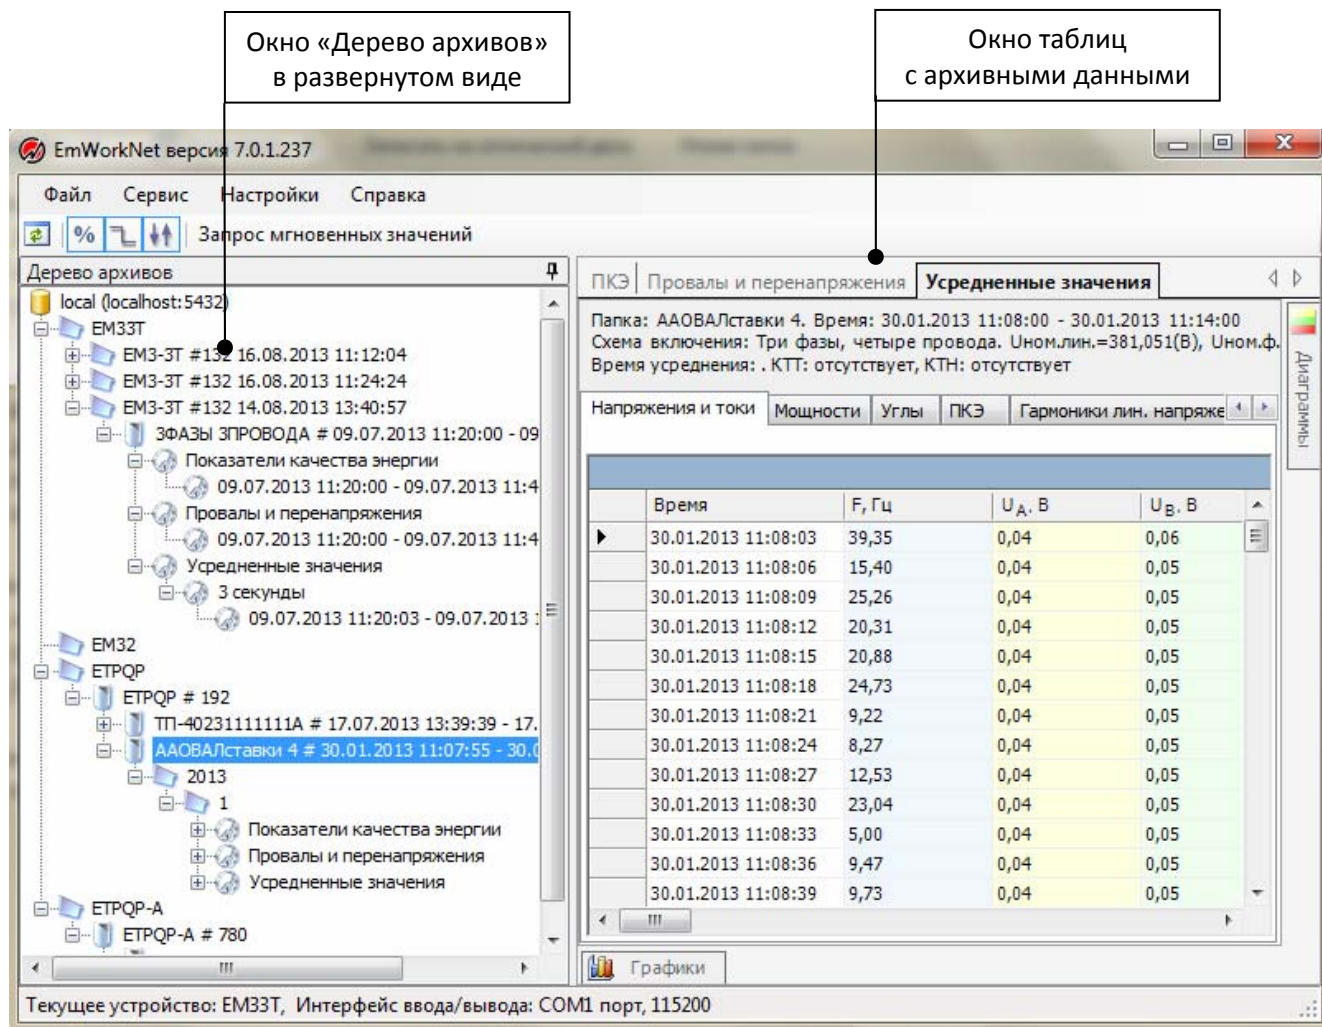 Окно «Дерево архивов»
в развернутом виде
Окно таблиц
с архивными данными
EmWorkNet версия 7.0.1.237
Файл Сервис Настройки Справка
% Запрос мгновенных значений
Дерево архивов
local (localhost:5432)
EM33T
ЕМ3-3Т #132 16.08.2013 11:12:04
ЕМ3-3Т #132 16.08.2013 11:24:24
ЕМ3-3Т #132 14.08.2013 13:40:57
3ФАЗЫ 3ПРОВОДА # 09.07.2013 11:20:00 - 09
Показатели качества энергии
09.07.2013 11:20:00 - 09.07.2013 11:4
Провалы и перенапряжения
09.07.2013 11:20:00 - 09.07.2013 11:4
Усредненные значения
3 секунды
09.07.2013 11:20:03 - 09.07.2013 1
EM32
ETPQP
ETPQP # 192
ТП-40231111111А # 17.07.2013 13:39:39 - 17.
ААОВАЛставки 4 # 30.01.2013 11:07:55 - 30.0
2013
1
Показатели качества энергии
Провалы и перенапряжения
Усредненные значения
ETPQP-A
ETPQP-A # 780
ПКЭ Провалы и перенапряжения Усредненные значения
Папка: ААОВАЛставки 4. Время: 30.01.2013 11:08:00 - 30.01.2013 11:14:00
Схема включения: Три фазы, четыре провода. Uном.лин.=381,051(В), Uном.ф.
Время усреднения: . КТТ: отсутствует, КТН: отсутствует
Напряжения и токи Мощности Углы ПКЭ Гармоники лин. напряже
Диаграммы
Время F, Гц UA, В UB, В
30.01.2013 11:08:03 39,35 0,04 0,06
30.01.2013 11:08:06 15,40 0,04 0,05
30.01.2013 11:08:09 25,26 0,04 0,05
30.01.2013 11:08:12 20,31 0,04 0,05
30.01.2013 11:08:15 20,88 0,04 0,05
30.01.2013 11:08:18 24,73 0,04 0,05
30.01.2013 11:08:21 9,22 0,04 0,05
30.01.2013 11:08:24 8,27 0,04 0,05
30.01.2013 11:08:27 12,53 0,04 0,05
30.01.2013 11:08:30 23,04 0,04 0,05
30.01.2013 11:08:33 5,00 0,04 0,05
30.01.2013 11:08:36 9,47 0,04 0,05
30.01.2013 11:08:39 9,73 0,04 0,05
Графики
Текущее устройство: EM33T, Интерфейс ввода/вывода: COM1 порт, 115200